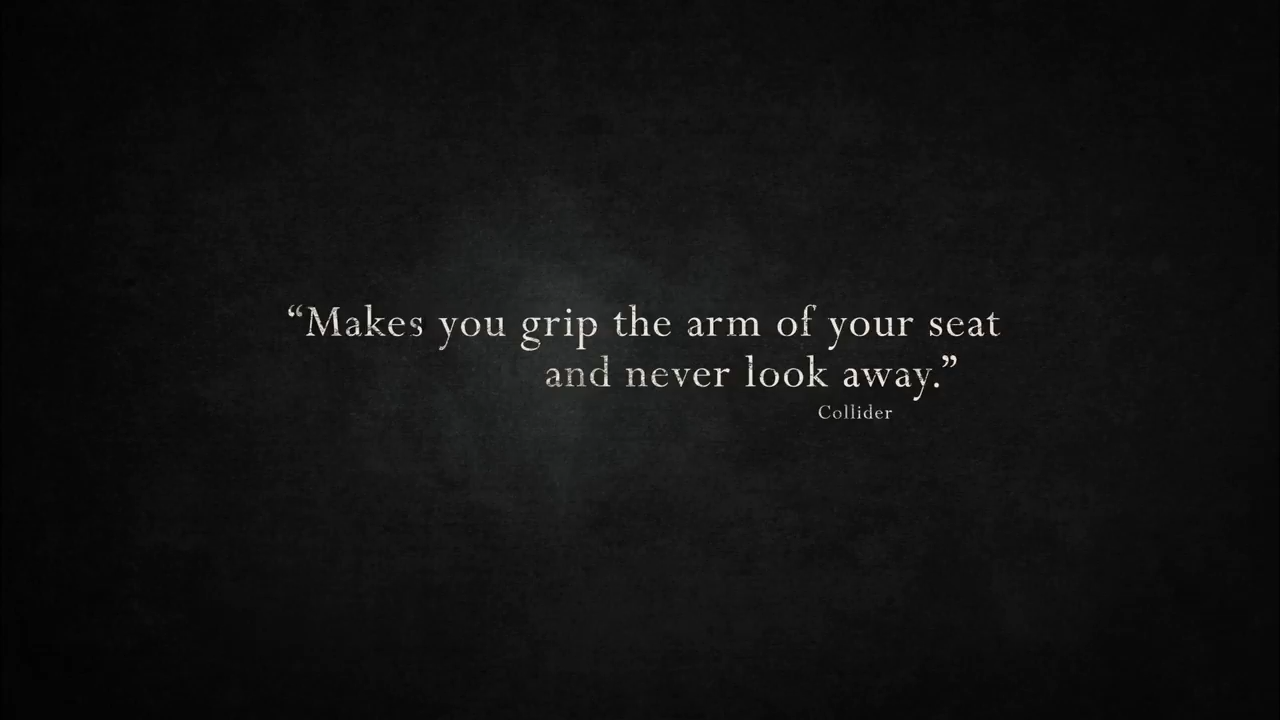 “Makes you grip the arm of your seat
and never look away.”
Collider